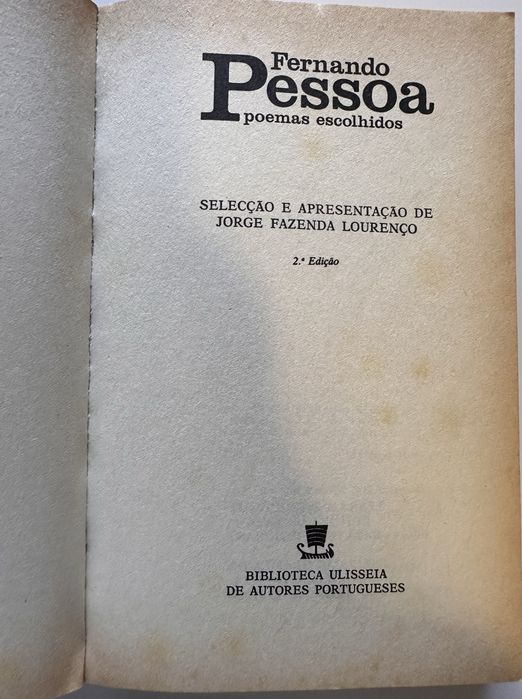 Fernando
Pessoa
poemas escolhidos
SELECÇÃO E APRESENTAÇÃO DE
JORGE FAZENDA LOURENÇO
2.ª Edição
BIBLIOTECA ULISSEIA
DE AUTORES PORTUGUESES